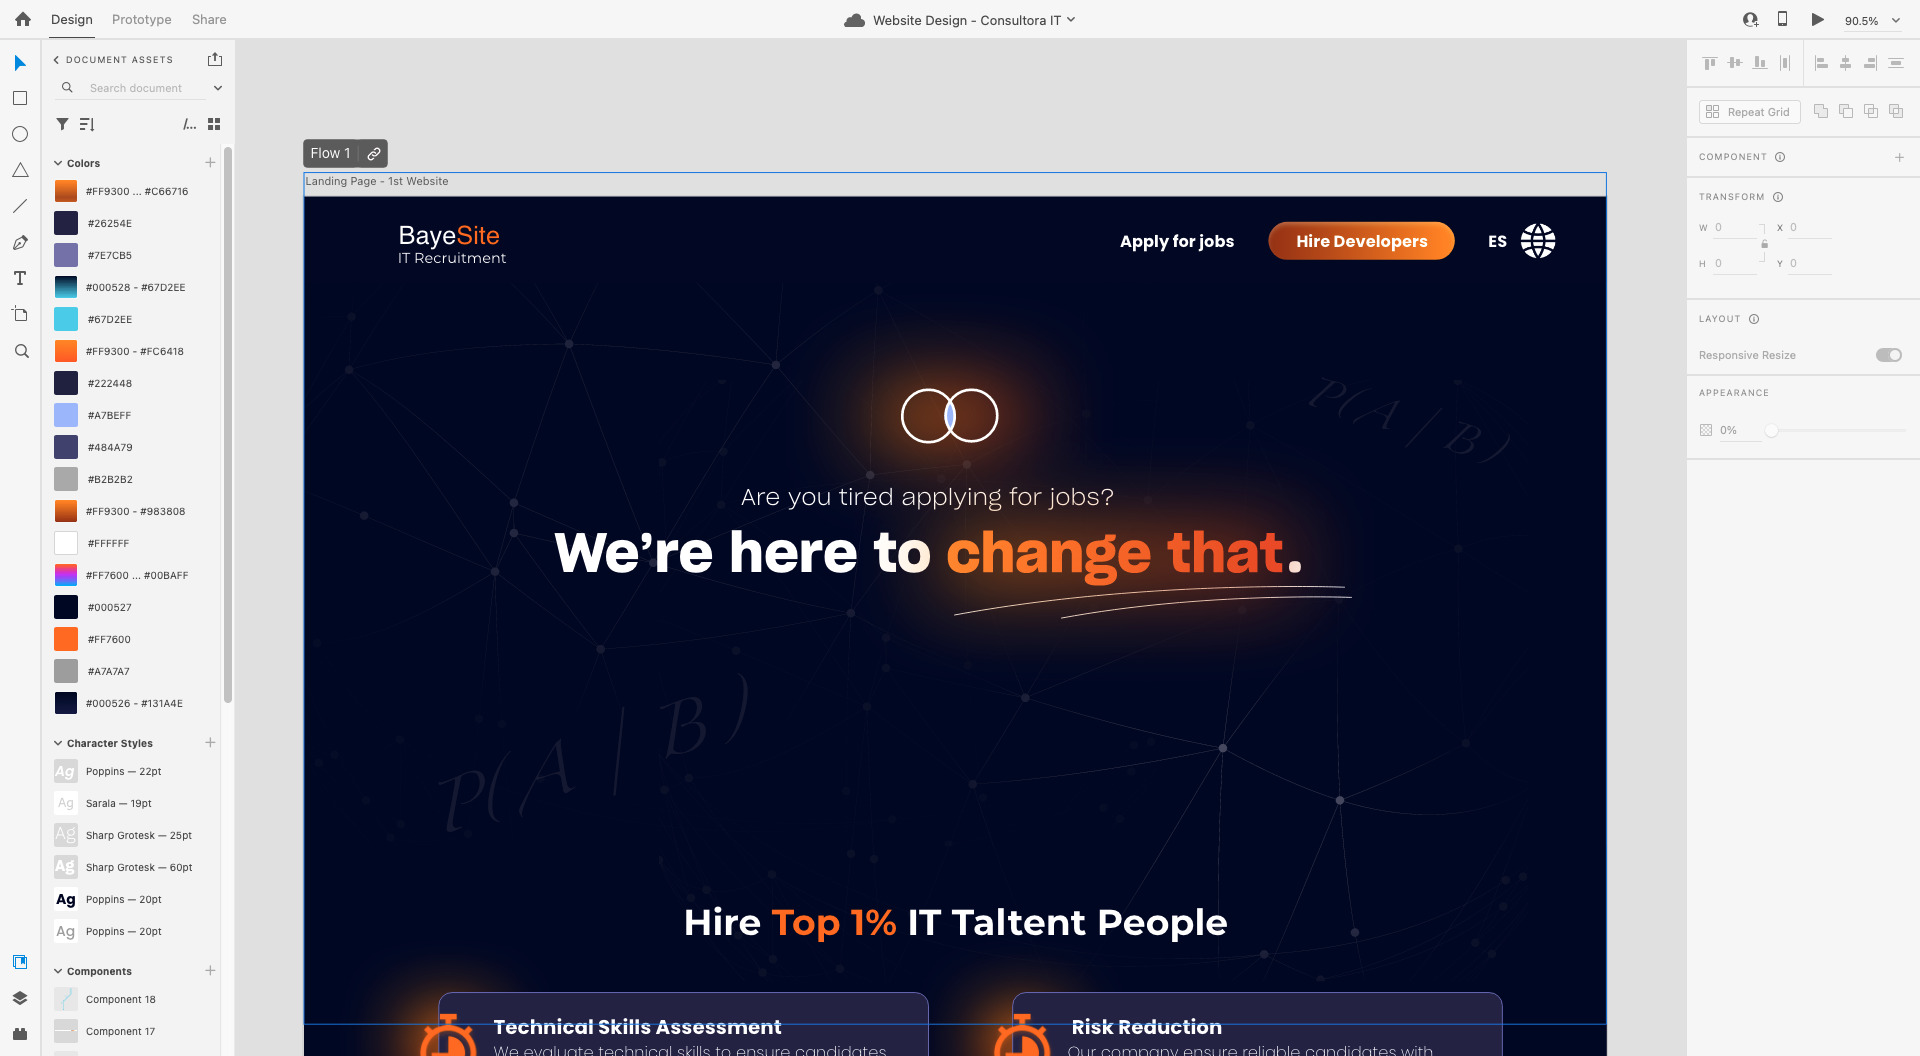 Design Prototype Share
Website Design - Consultora IT
90.5%
DOCUMENT ASSETS
Search document
/...
Colors
#FF9300 ... #C66716
#26254E
#7E7CB5
#000528 - #67D2EE
#67D2EE
#FF9300 - #FC6418
#222448
#A7BEFF
#484A79
#B2B2B2
#FF9300 - #983808
#FFFFFF
#FF7600 ... #00BAFF
#000527
#FF7600
#A7A7A7
#000526 - #131A4E
Character Styles
Ag Poppins — 22pt
Ag Sarala — 19pt
Ag Sharp Grotesk — 25pt
Ag Sharp Grotesk — 60pt
Ag Poppins — 20pt
Ag Poppins — 20pt
Components
Component 18
Component 17
T
Flow 1
Landing Page - 1st Website
BayeSite
IT Recruitment
Apply for jobs
Hire Developers
ES
P(A | B)
Are you tired applying for jobs?
We're here to change that.
P(A | B)
Hire Top 1% IT Taltent People
Technical Skills Assessment
We evaluate technical skills to ensure candidates
Risk Reduction
Our company ensure reliable candidates with
Repeat Grid
COMPONENT
TRANSFORM
W 0 X 0
H 0 Y 0
LAYOUT
Responsive Resize
APPEARANCE
0%